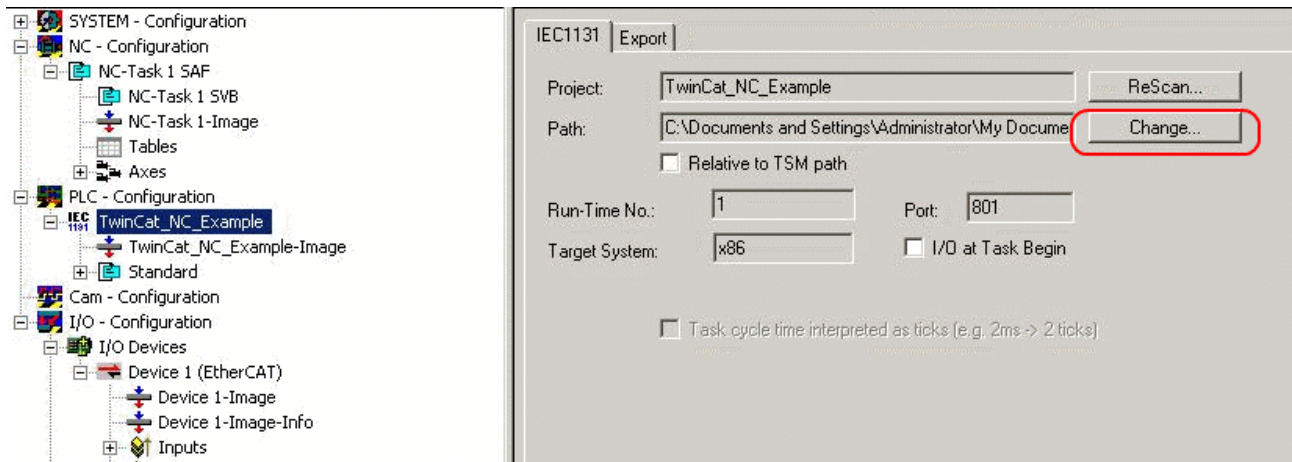 SYSTEM - Configuration
NC - Configuration
NC-Task 1 SAF
NC-Task 1 SVB
NC-Task 1-Image
Tables
Axes
PLC - Configuration
IEC 1131 TwinCat_NC_Example
TwinCat_NC_Example-Image
Standard
Cam - Configuration
I/O - Configuration
I/O Devices
Device 1 (EtherCAT)
Device 1-Image
Device 1-Image-Info
Inputs
IEC1131 Export
Project: TwinCat_NC_Example ReScan...
Path: C:\Documents and Settings\Administrator\My Docume Change...
Relative to TSM path
Run-Time No.: 1 Port: 801
Target System: x86 I/O at Task Begin
Task cycle time interpreted as ticks (e.g. 2ms -> 2 ticks)